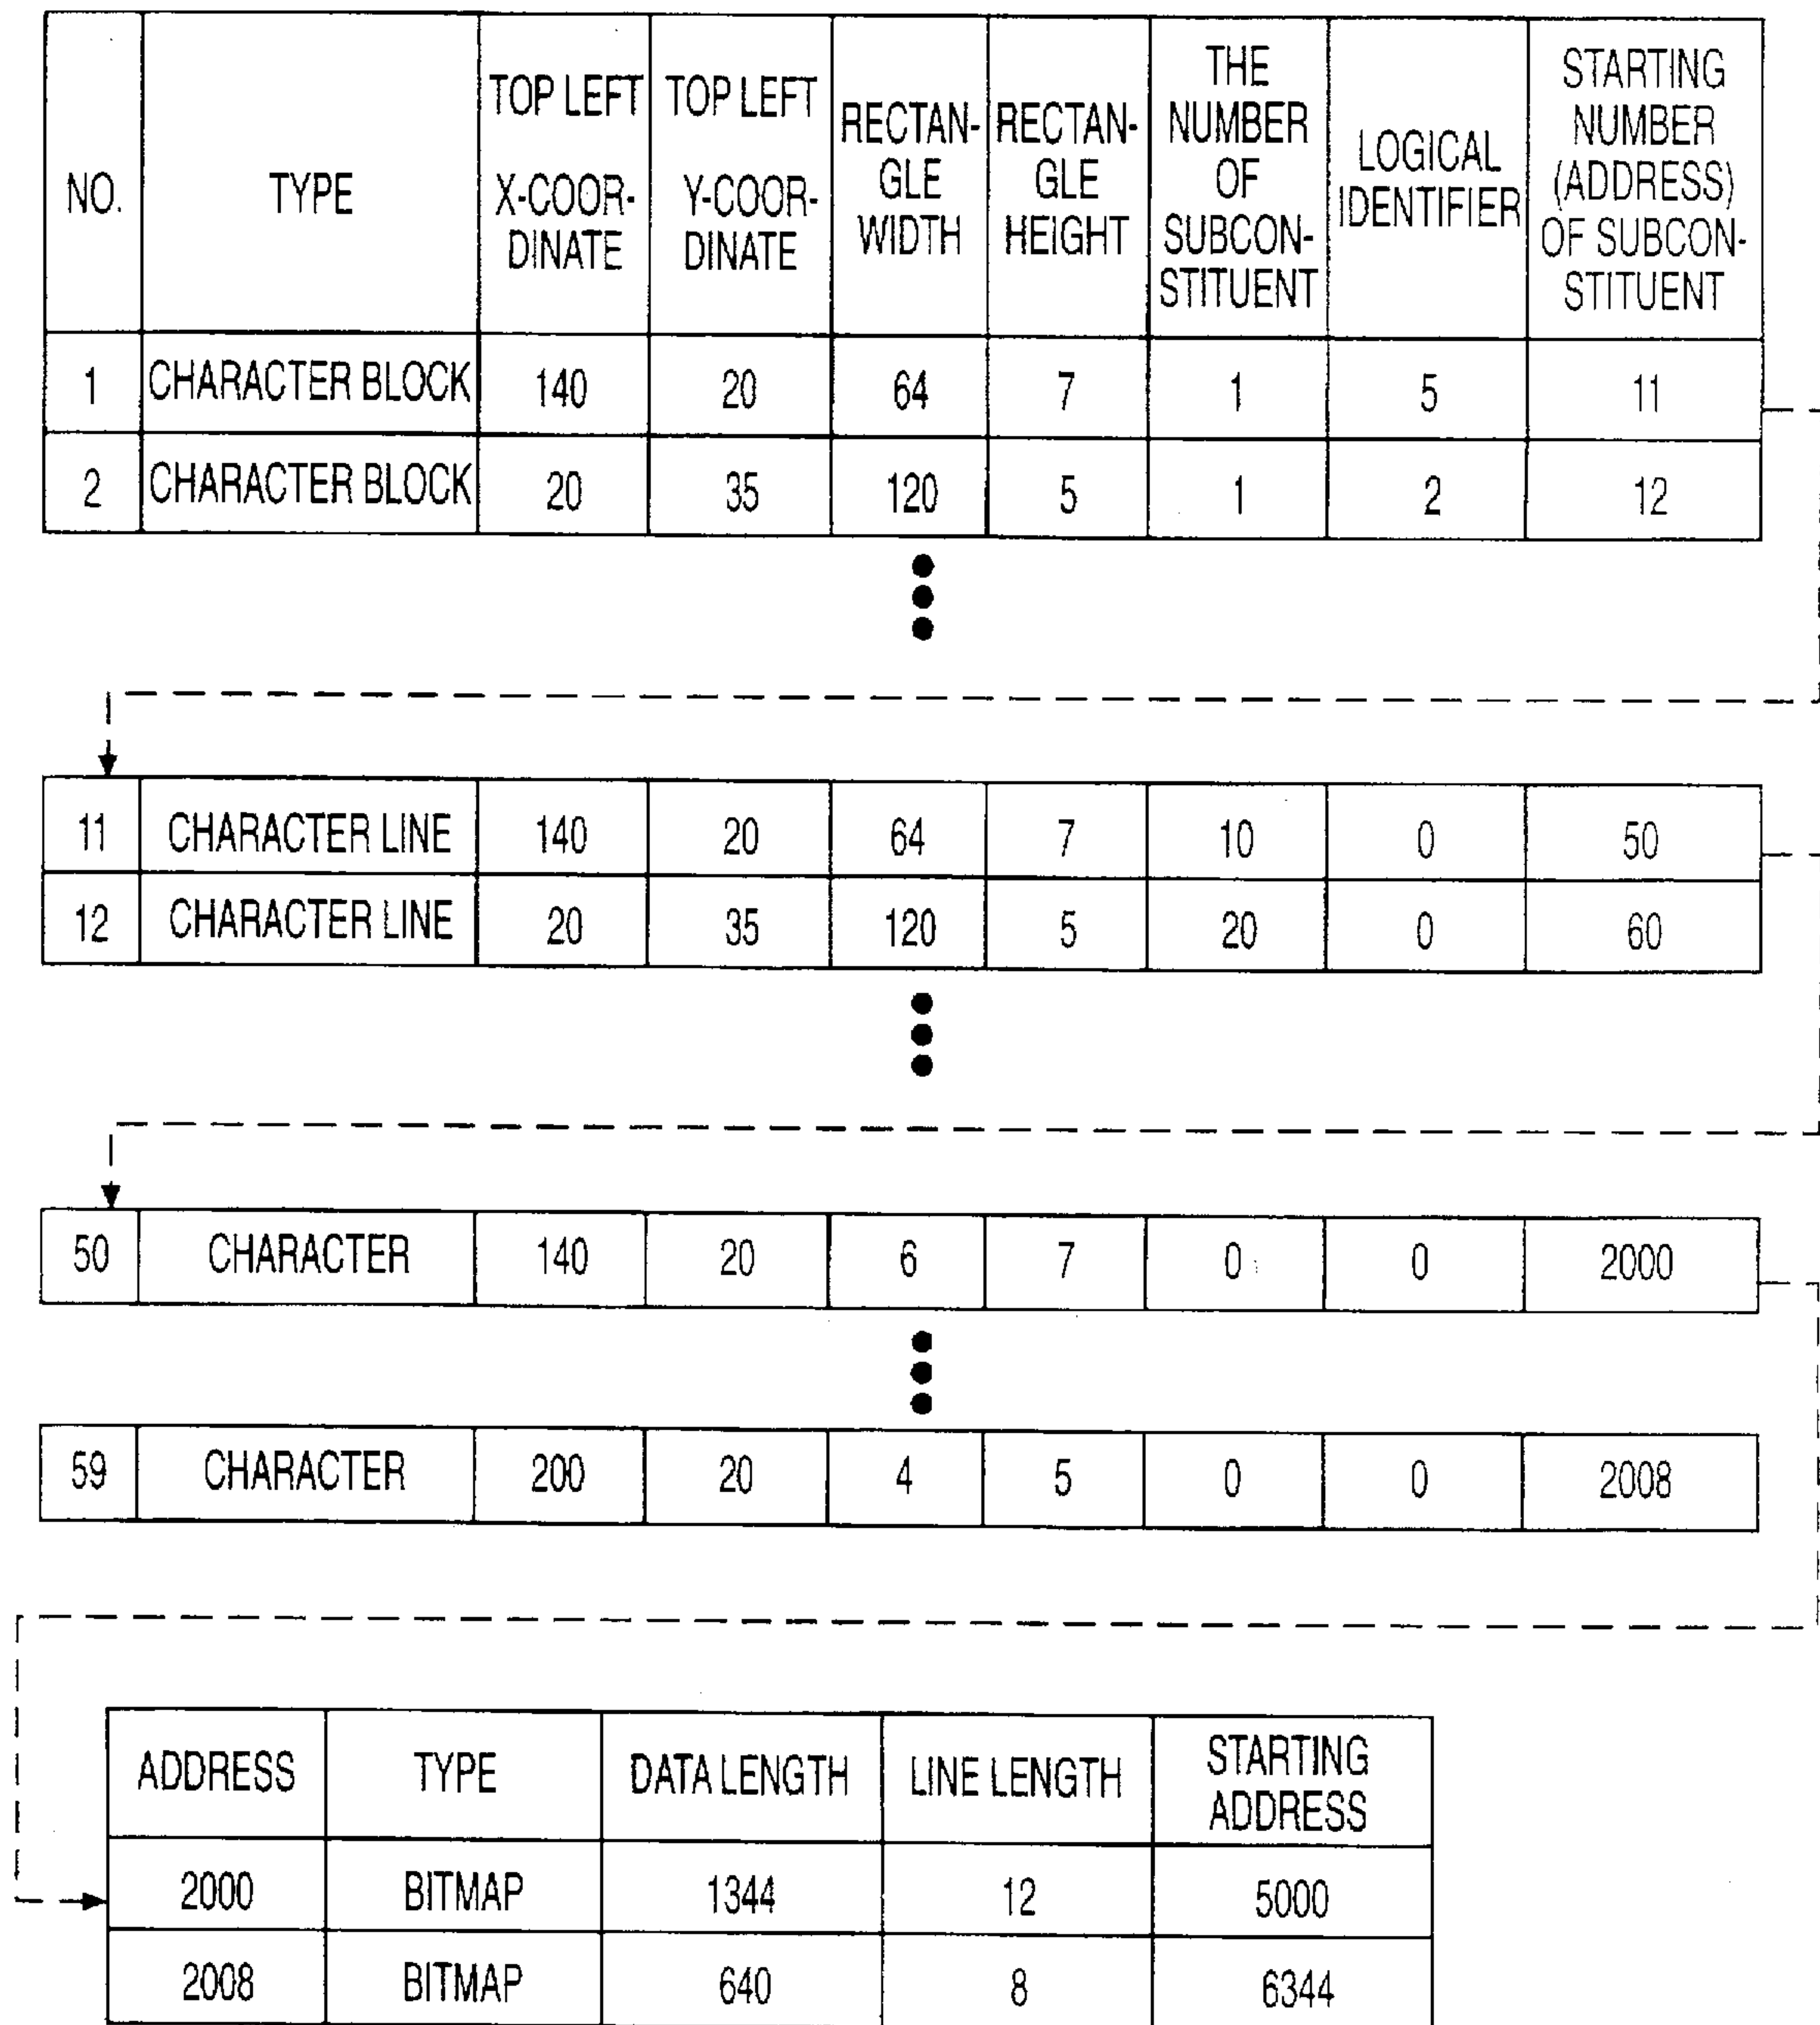 NO.
TYPE
TOP LEFT
X-COOR-
DINATE
TOP LEFT
Y-COOR-
DINATE
RECTAN-
GLE
WIDTH
RECTAN-
GLE
HEIGHT
THE
NUMBER
OF
SUBCON-
STITUENT
LOGICAL
IDENTIFIER
STARTING
NUMBER
(ADDRESS)
OF SUBCON-
STITUENT
1 CHARACTER BLOCK 140 20 64 7 1 5 11
2 CHARACTER BLOCK 20 35 120 5 1 2 12
11 CHARACTER LINE 140 20 64 7 10 0 50
12 CHARACTER LINE 20 35 120 5 20 0 60
50 CHARACTER 140 20 6 7 0 0 2000
59 CHARACTER 200 20 4 5 0 0 2008
ADDRESS
TYPE
DATA LENGTH
LINE LENGTH
STARTING
ADDRESS
2000 BITMAP 1344 12 5000
2008 BITMAP 640 8 6344